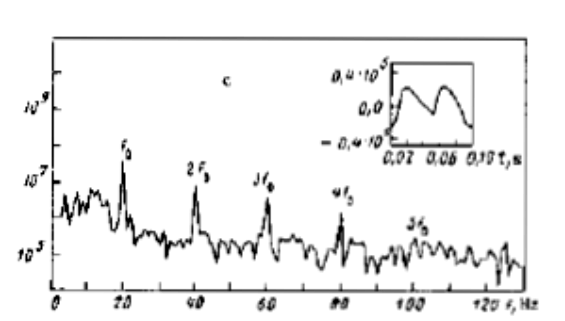 c
0,4·10⁵
0,0
– 0,4·10⁵
0,02 0,06 0,10 t, s
10⁹
10⁷
10⁵
f₀
2f₀
3f₀
4f₀
5f₀
0 20 40 60 80 100 120 f, Hz